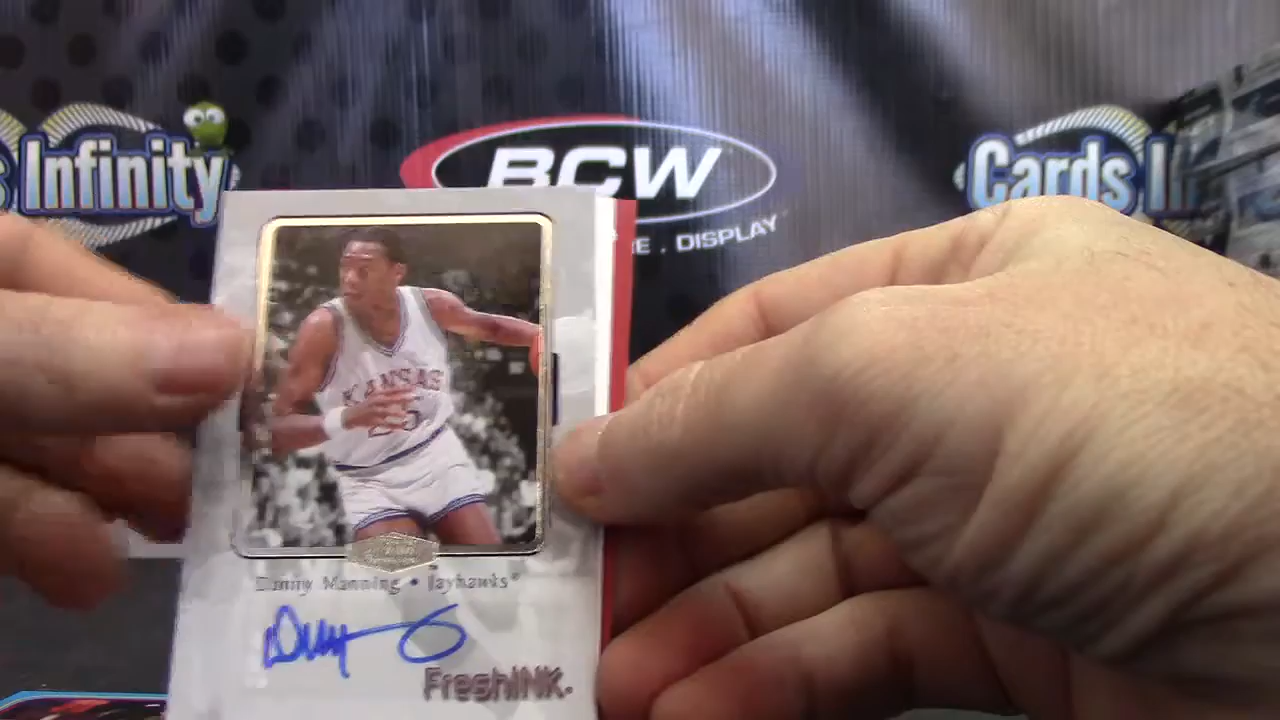 Infinity
BCW
DISPLAY
Cards I
KANSAS
25
Danny Manning • Jayhawks
FreshINK.